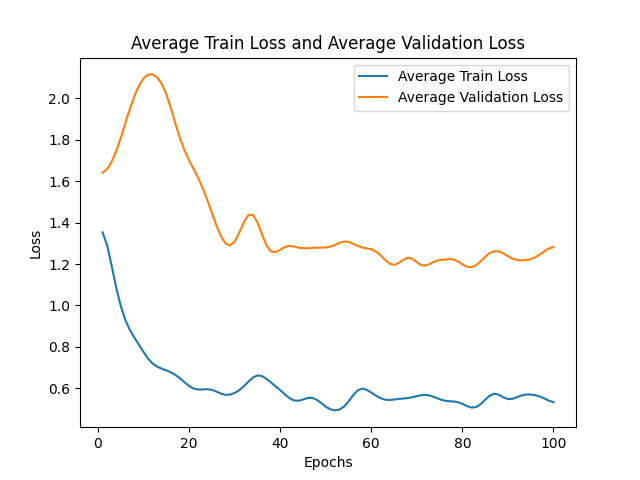 Average Train Loss and Average Validation Loss
Average Train Loss
Average Validation Loss
2.0
1.8
1.6
1.4
1.2
1.0
0.8
0.6
Loss
0 20 40 60 80 100
Epochs